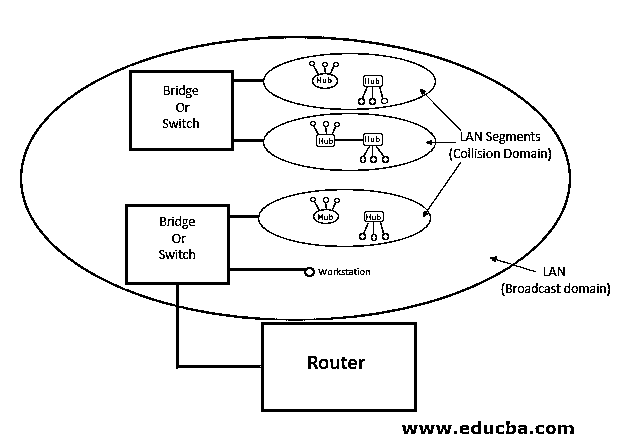 Bridge
Or
Switch
Hub
Hub
Hub
Hub
LAN Segments
(Collision Domain)
Bridge
Or
Switch
Hub
Hub
Workstation
LAN
(Broadcast domain)
Router
www.educba.com